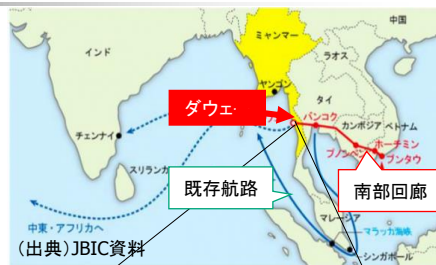 中国
インド
ミャンマー
ラオス
ヤンゴン
ダウェイ
タイ
バンコク
カンボジア
ベトナム
チェンナイ
ホーチミン
プノンペン
ブンタウ
スリランカ
既存航路
南部回廊
マレーシア
中東・アフリカへ
マラッカ海峡
(出典)JBIC資料
シンガポール